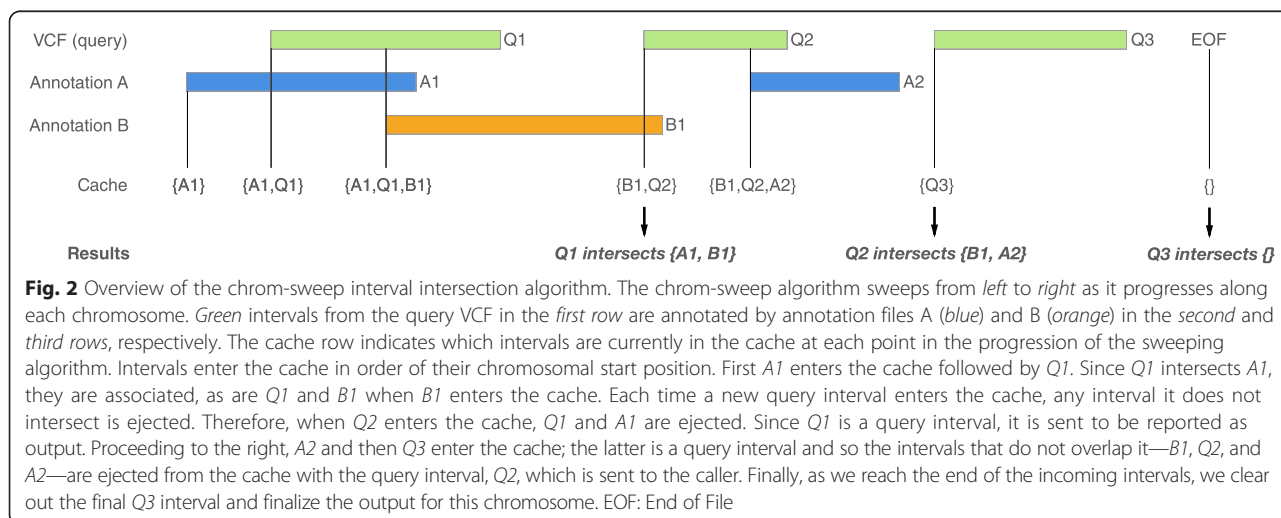 VCF (query) Q1 Q2 Q3 EOF
Annotation A A1 A2
Annotation B B1
Cache {A1} {A1,Q1} {A1,Q1,B1} {B1,Q2} {B1,Q2,A2} {Q3} {}
Results Q1 intersects {A1, B1} Q2 intersects {B1, A2} Q3 intersects {}
Fig. 2 Overview of the chrom-sweep interval intersection algorithm. The chrom-sweep algorithm sweeps from left to right as it progresses along
each chromosome. Green intervals from the query VCF in the first row are annotated by annotation files A (blue) and B (orange) in the second and
third rows, respectively. The cache row indicates which intervals are currently in the cache at each point in the progression of the sweeping
algorithm. Intervals enter the cache in order of their chromosomal start position. First A1 enters the cache followed by Q1. Since Q1 intersects A1,
they are associated, as are Q1 and B1 when B1 enters the cache. Each time a new query interval enters the cache, any interval it does not
intersect is ejected. Therefore, when Q2 enters the cache, Q1 and A1 are ejected. Since Q1 is a query interval, it is sent to be reported as
output. Proceeding to the right, A2 and then Q3 enter the cache; the latter is a query interval and so the intervals that do not overlap it—B1, Q2, and
A2—are ejected from the cache with the query interval, Q2, which is sent to the caller. Finally, as we reach the end of the incoming intervals, we clear
out the final Q3 interval and finalize the output for this chromosome. EOF: End of File